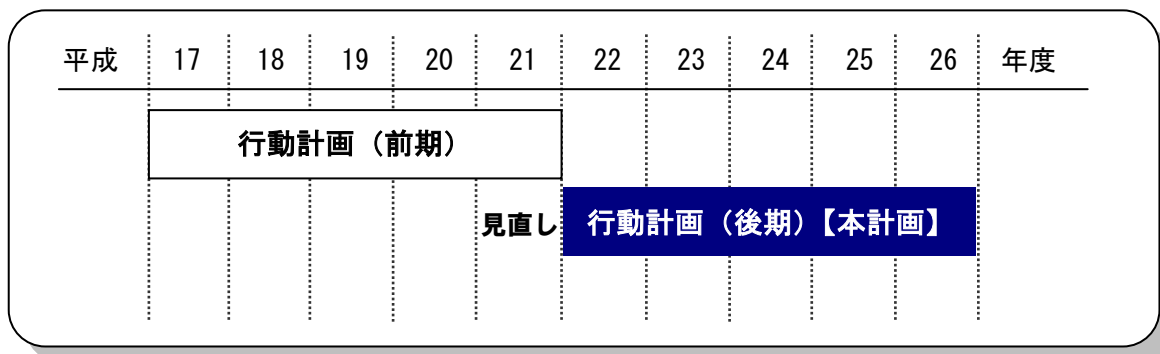 平成 17 18 19 20 21 22 23 24 25 26 年度
行動計画（前期）
見直し 行動計画（後期）【本計画】